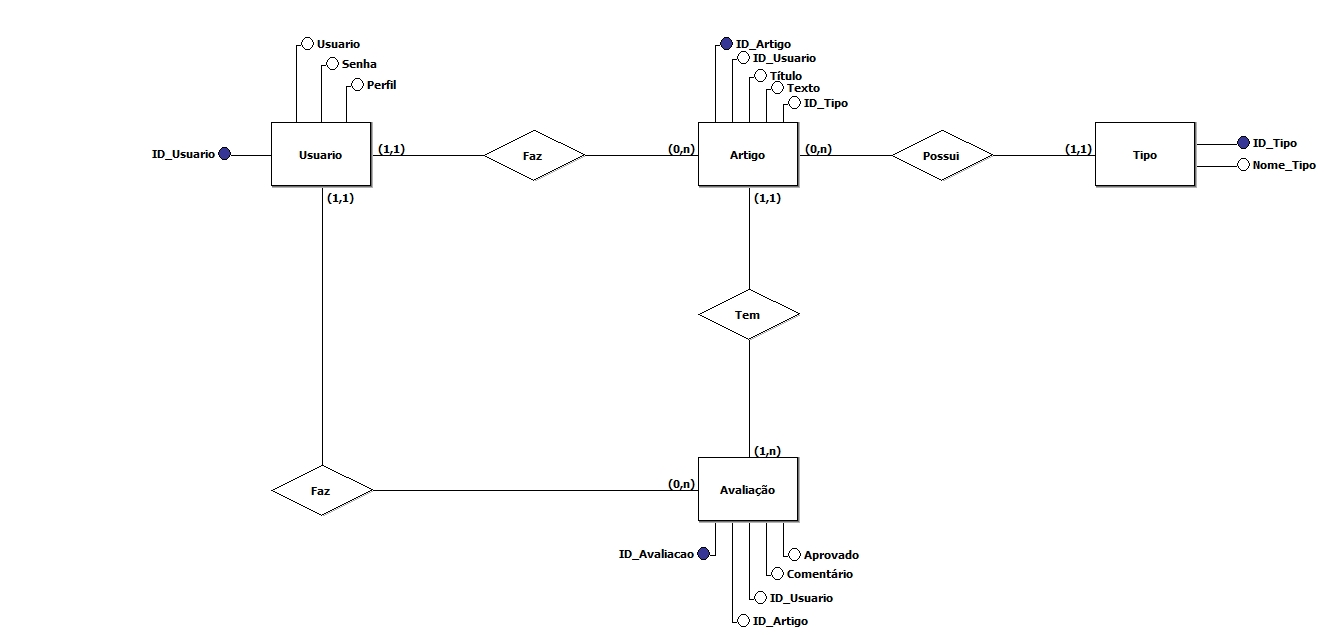 Usuario
Senha
Perfil
ID_Usuario
Usuario
(1,1)
Faz
(0,n)
ID_Artigo
ID_Usuario
Título
Texto
ID_Tipo
Artigo
(0,n)
Possui
(1,1)
Tipo
ID_Tipo
Nome_Tipo
(1,1)
(1,1)
Tem
(1,n)
Faz
(0,n)
Avaliação
ID_Avaliacao
Aprovado
Comentário
ID_Usuario
ID_Artigo